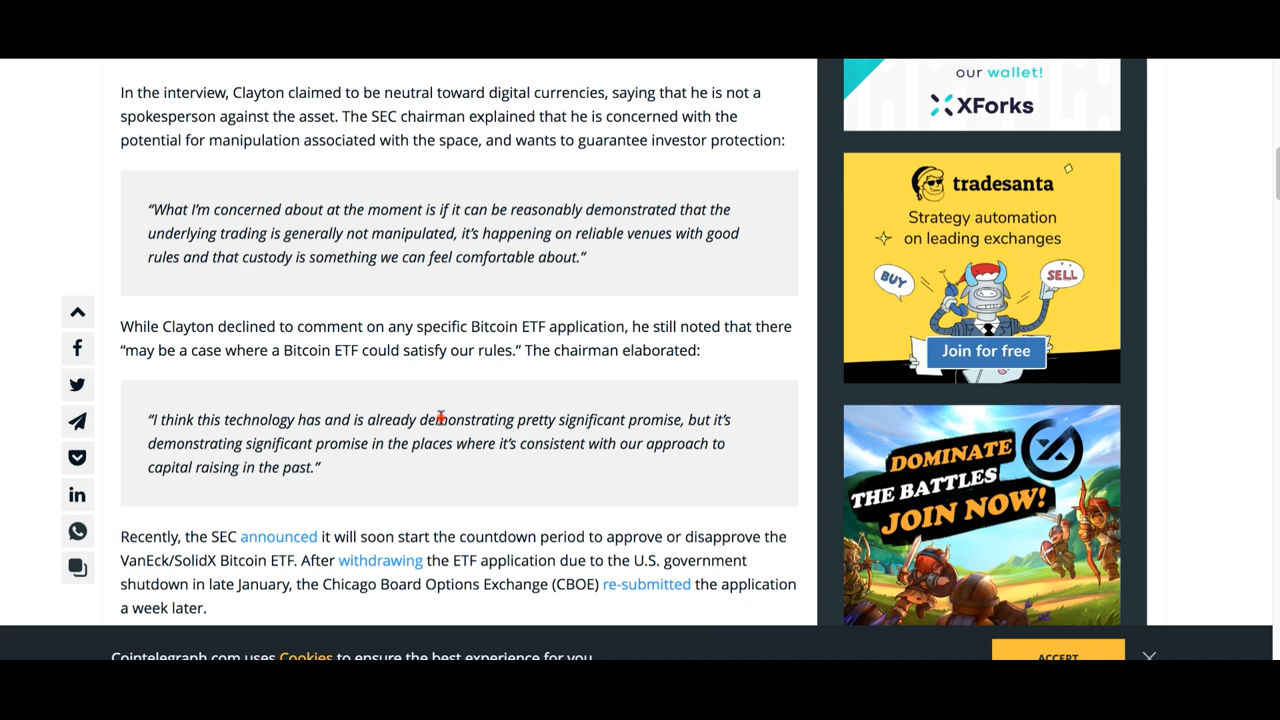 In the interview, Clayton claimed to be neutral toward digital currencies, saying that he is not a
spokesperson against the asset. The SEC chairman explained that he is concerned with the
potential for manipulation associated with the space, and wants to guarantee investor protection:
“What I’m concerned about at the moment is if it can be reasonably demonstrated that the
underlying trading is generally not manipulated, it’s happening on reliable venues with good
rules and that custody is something we can feel comfortable about.”
While Clayton declined to comment on any specific Bitcoin ETF application, he still noted that there
“may be a case where a Bitcoin ETF could satisfy our rules.” The chairman elaborated:
“I think this technology has and is already demonstrating pretty significant promise, but it’s
demonstrating significant promise in the places where it’s consistent with our approach to
capital raising in the past.”
Recently, the SEC announced it will soon start the countdown period to approve or disapprove the
VanEck/SolidX Bitcoin ETF. After withdrawing the ETF application due to the U.S. government
shutdown in late January, the Chicago Board Options Exchange (CBOE) re-submitted the application
a week later.
our wallet!
XForks
tradesanta
Strategy automation
on leading exchanges
BUY
SELL
Join for free
DOMINATE
THE BATTLES
JOIN NOW!
Cointelegraph.com uses Cookies to ensure the best experience for you.
ACCEPT